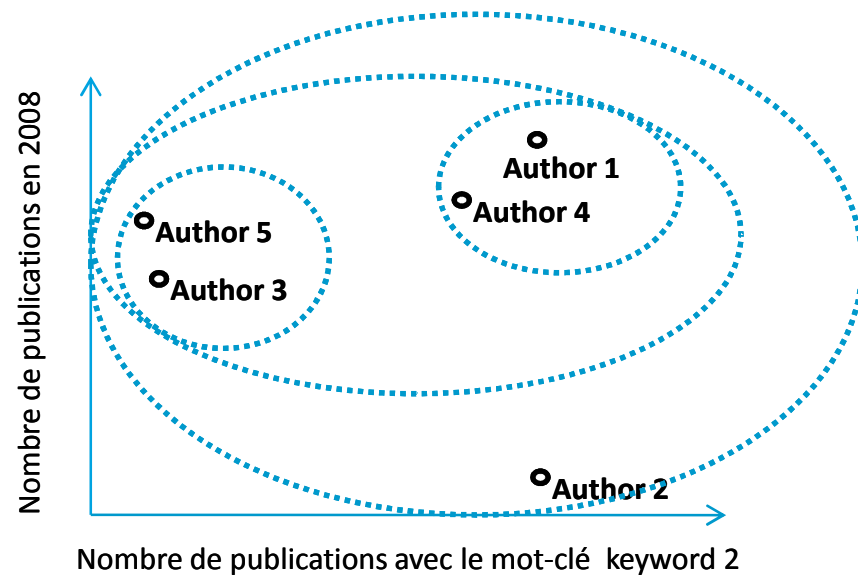 Nombre de publications en 2008
Author 1
Author 4
Author 5
Author 3
Author 2
Nombre de publications avec le mot-clé keyword 2